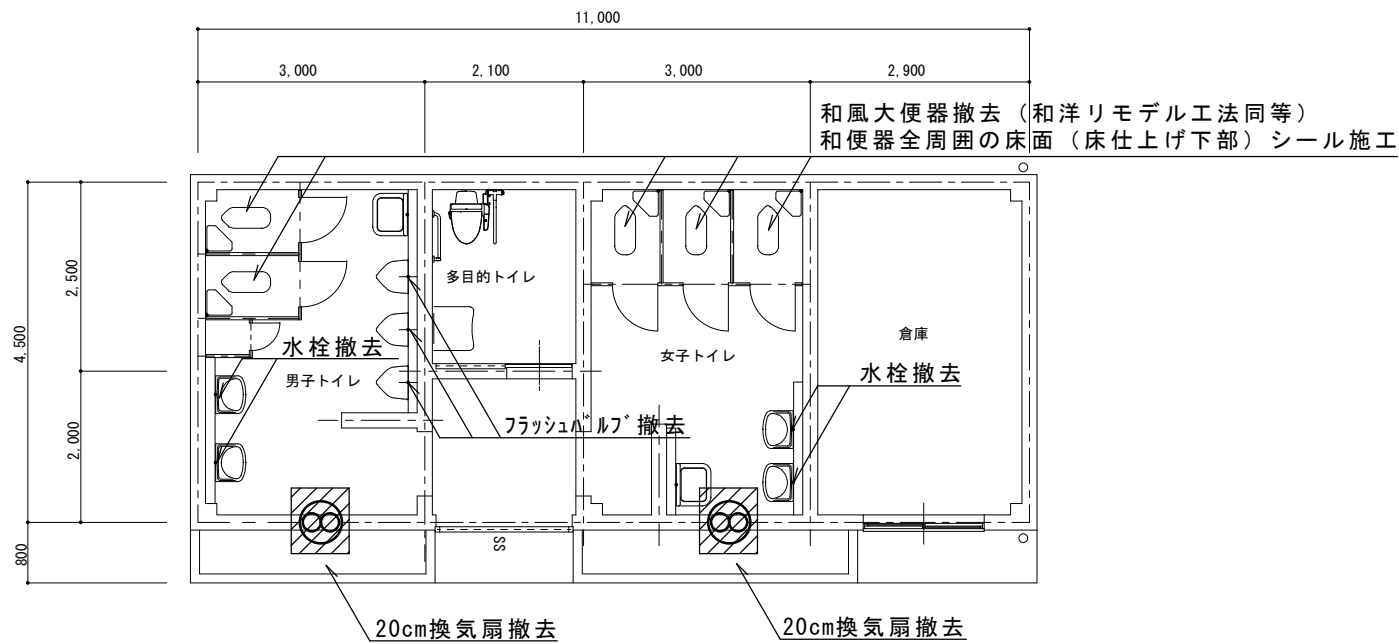 11,000
3,000
2,100
3,000
2,900
和風大便器撤去（和洋リモデル工法同等）
和便器全周囲の床面（床仕上げ下部）シール施工
2,500
4,500
2,000
800
多目的トイレ
女子トイレ
倉庫
水栓撤去
男子トイレ
水栓撤去
フラッシュバルブ撤去
SS
20cm換気扇撤去
20cm換気扇撤去